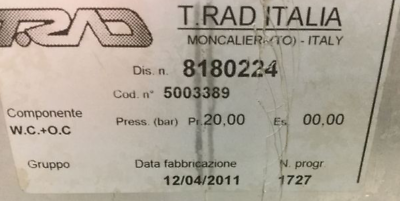 T.RAD
T.RAD ITALIA
MONCALIERI(TO) - ITALY
Dis. n. 8180224
Cod. n° 5003389
Componente
W.C.+O.C
Press. (bar) Pr. 20,00 Es. 00,00
Gruppo
Data fabbricazione
12/04/2011
N. progr
1727